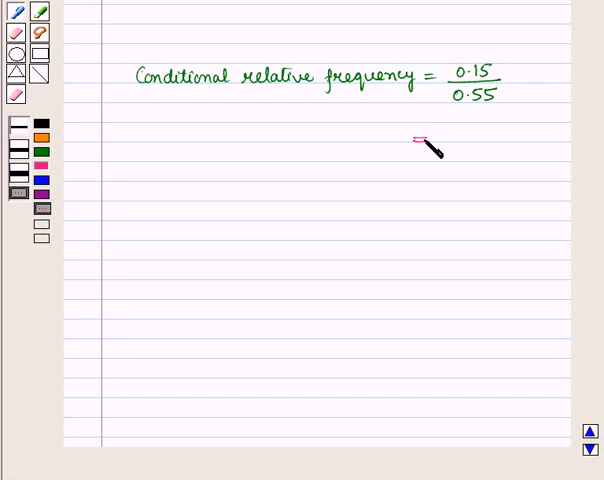 Conditional relative frequency = 0.15/0.55
=